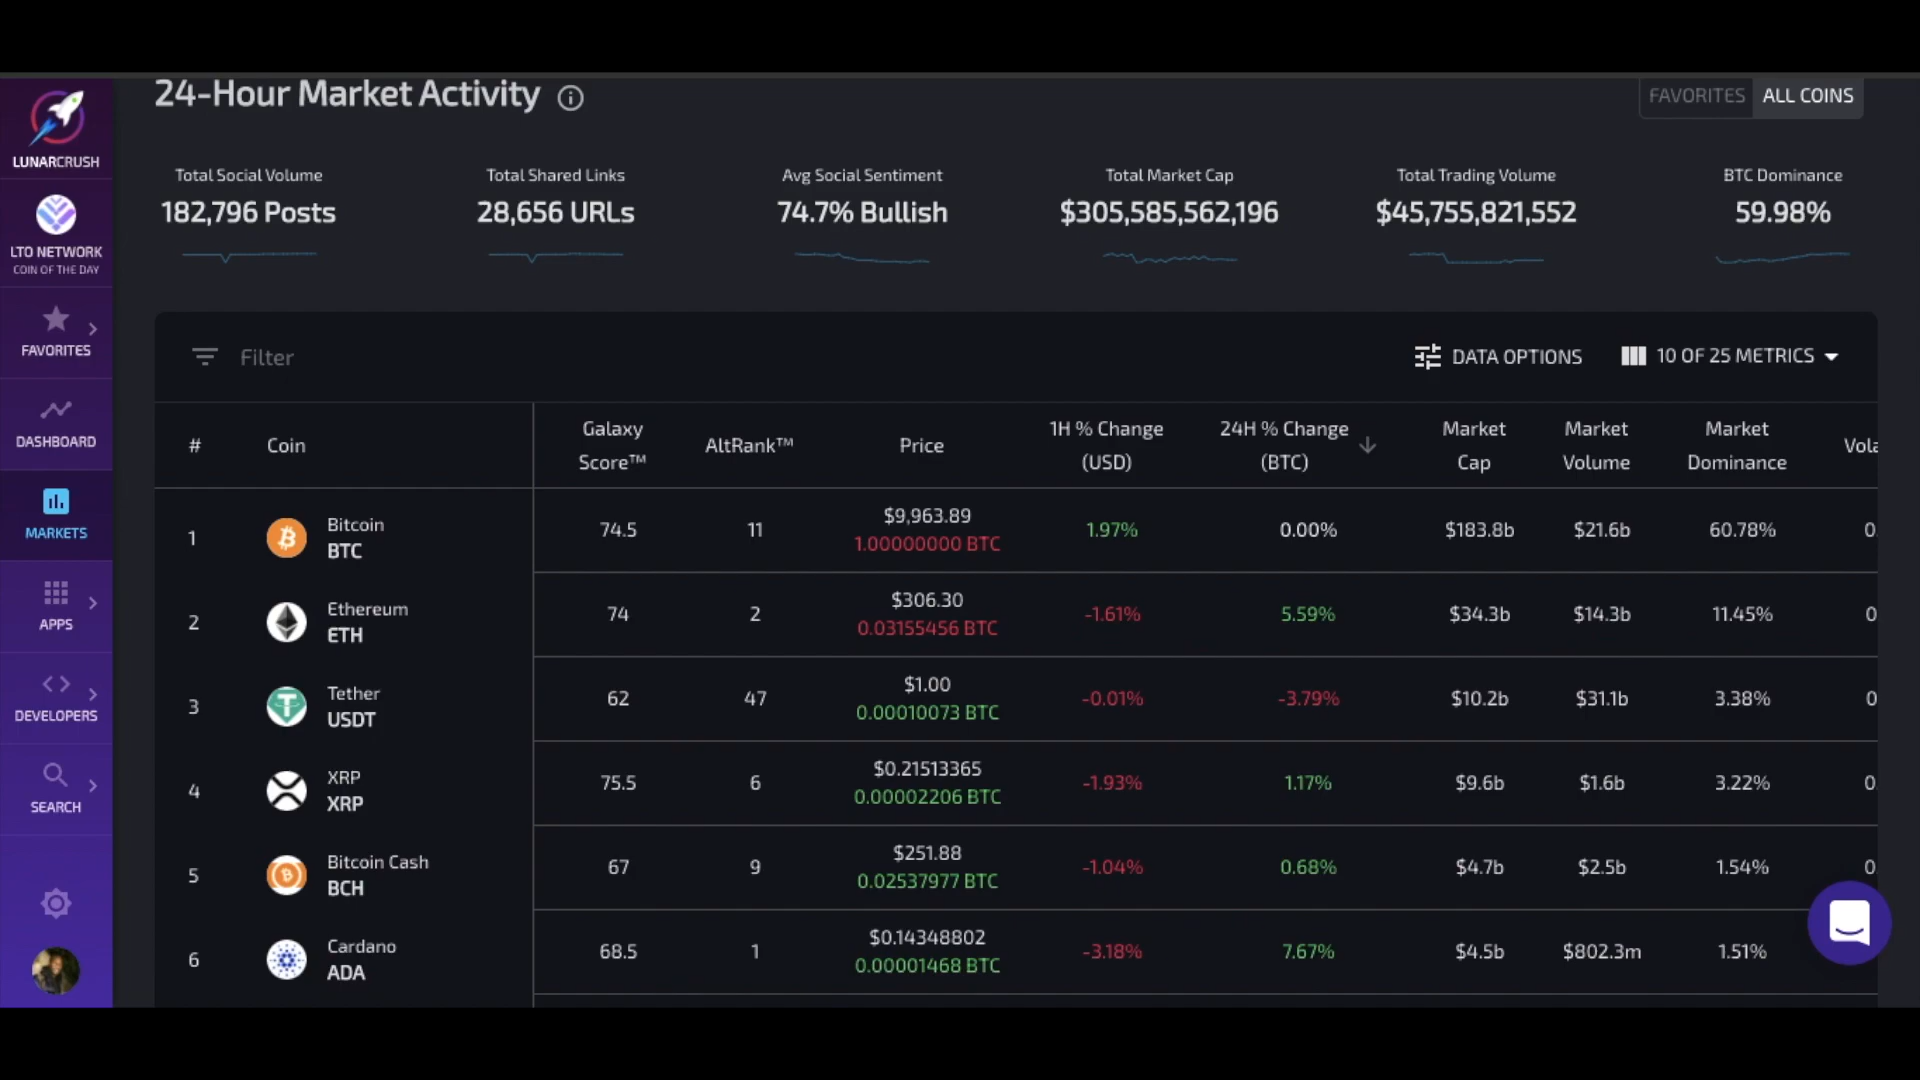 24-Hour Market Activity
FAVORITES ALL COINS
LUNARCRUSH
LTO NETWORK
COIN OF THE DAY
FAVORITES
DASHBOARD
MARKETS
APPS
DEVELOPERS
SEARCH
Total Social Volume
182,796 Posts
Total Shared Links
28,656 URLs
Avg Social Sentiment
74.7% Bullish
Total Market Cap
$305,585,562,196
Total Trading Volume
$45,755,821,552
BTC Dominance
59.98%
Filter
DATA OPTIONS
10 OF 25 METRICS
# Coin Galaxy Score™ AltRank™ Price 1H % Change (USD) 24H % Change (BTC) Market Cap Market Volume Market Dominance Vola
1 Bitcoin BTC 74.5 11 $9,963.89 1.00000000 BTC 1.97% 0.00% $183.8b $21.6b 60.78% 0.
2 Ethereum ETH 74 2 $306.30 0.03155456 BTC -1.61% 5.59% $34.3b $14.3b 11.45% 0
3 Tether USDT 62 47 $1.00 0.00010073 BTC -0.01% -3.79% $10.2b $31.1b 3.38% 0
4 XRP XRP 75.5 6 $0.21513365 0.00002206 BTC -1.93% 1.17% $9.6b $1.6b 3.22% 0.
5 Bitcoin Cash BCH 67 9 $251.88 0.02537977 BTC -1.04% 0.68% $4.7b $2.5b 1.54% 0.
6 Cardano ADA 68.5 1 $0.14348802 0.00001468 BTC -3.18% 7.67% $4.5b $802.3m 1.51%